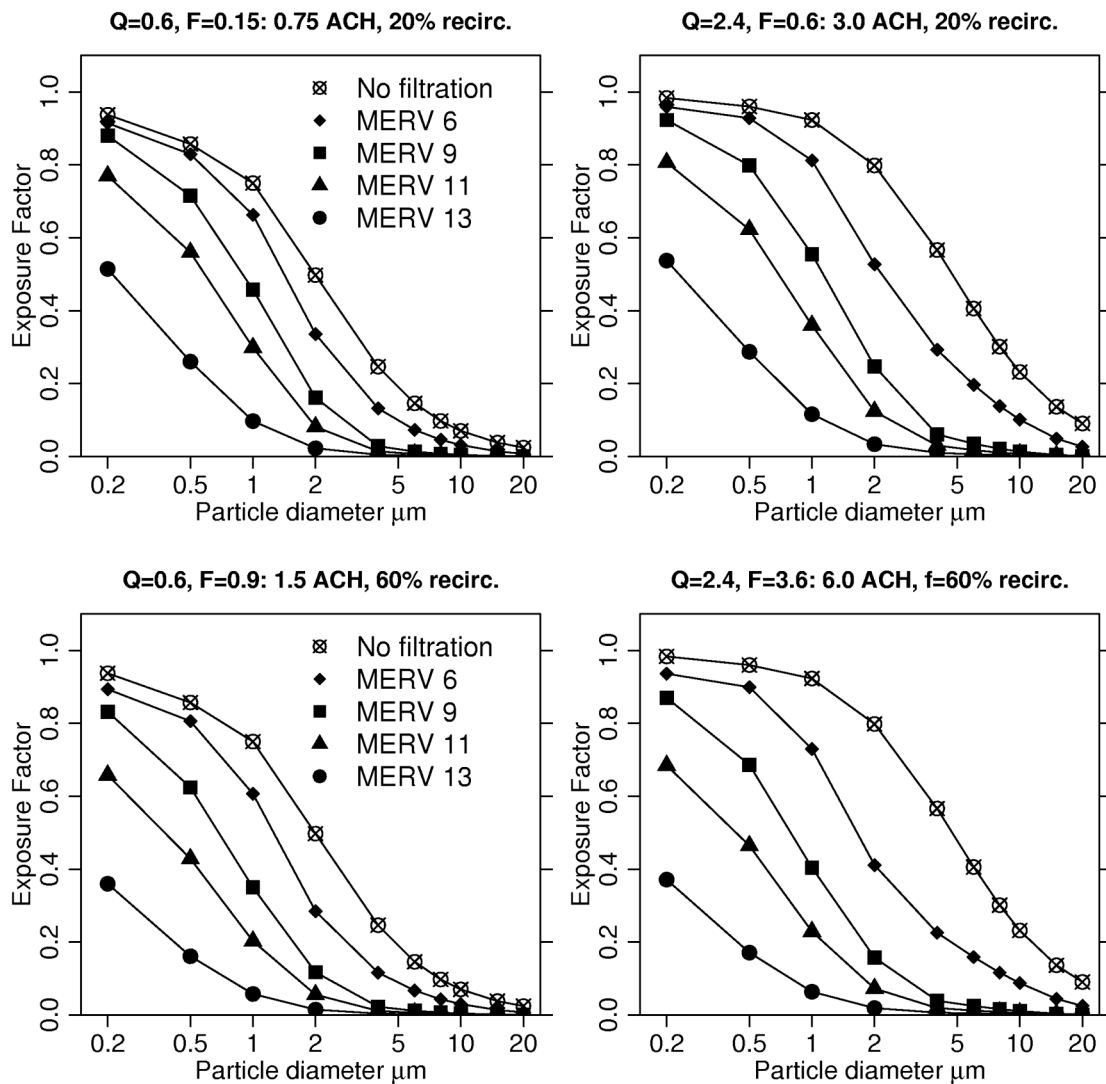 Q=0.6, F=0.15: 0.75 ACH, 20% recirc.
No filtration
MERV 6
MERV 9
MERV 11
MERV 13
Exposure Factor
0.0 0.2 0.4 0.6 0.8 1.0
0.2 0.5 1 2 5 10 20
Particle diameter μm
Q=2.4, F=0.6: 3.0 ACH, 20% recirc.
Exposure Factor
0.0 0.2 0.4 0.6 0.8 1.0
0.2 0.5 1 2 5 10 20
Particle diameter μm
Q=0.6, F=0.9: 1.5 ACH, 60% recirc.
No filtration
MERV 6
MERV 9
MERV 11
MERV 13
Exposure Factor
0.0 0.2 0.4 0.6 0.8 1.0
0.2 0.5 1 2 5 10 20
Particle diameter μm
Q=2.4, F=3.6: 6.0 ACH, f=60% recirc.
Exposure Factor
0.0 0.2 0.4 0.6 0.8 1.0
0.2 0.5 1 2 5 10 20
Particle diameter μm